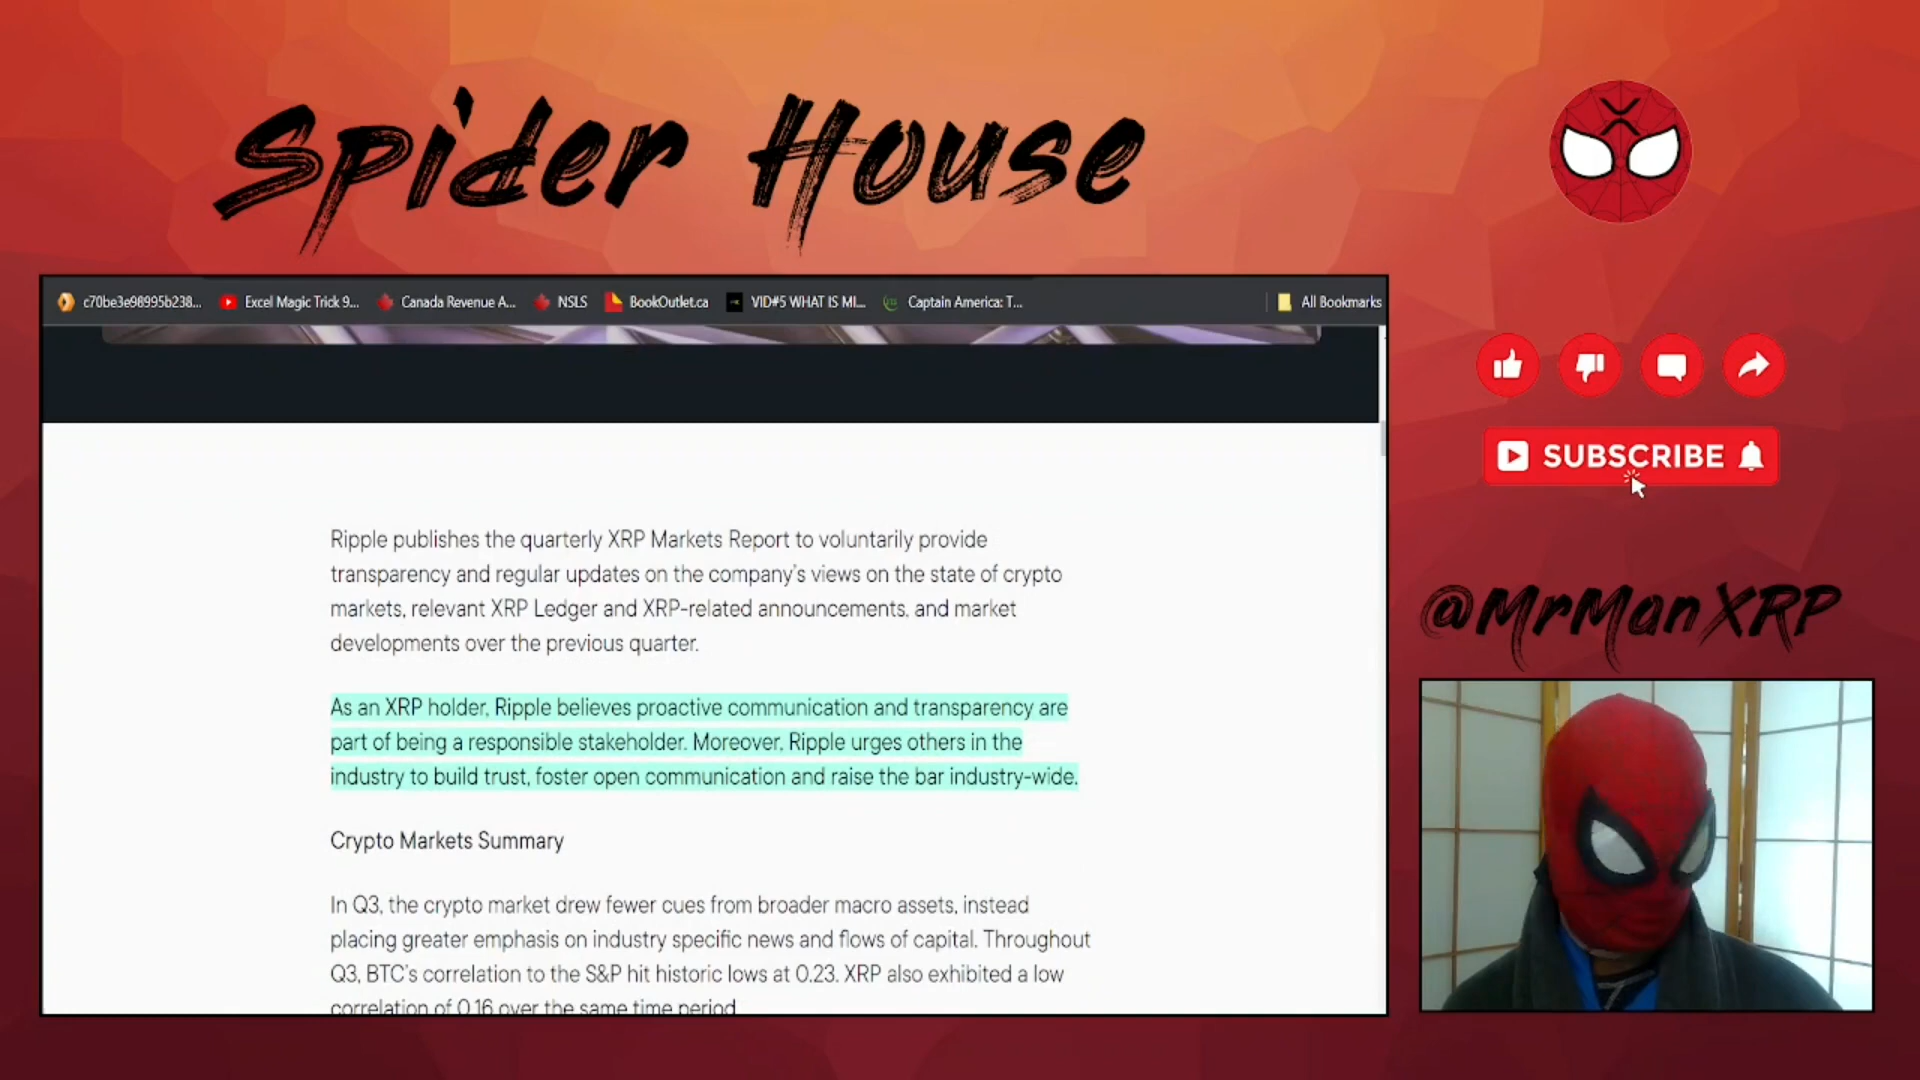 Spider House
c70be3e98995b238...
Excel Magic Trick 9...
Canada Revenue A...
NSLS
BookOutlet.ca
VID#5 WHAT IS MI...
Captain America: T...
All Bookmarks
SUBSCRIBE
@MrManXRP
Ripple publishes the quarterly XRP Markets Report to voluntarily provide
transparency and regular updates on the company's views on the state of crypto
markets, relevant XRP Ledger and XRP-related announcements, and market
developments over the previous quarter.
As an XRP holder, Ripple believes proactive communication and transparency are
part of being a responsible stakeholder. Moreover, Ripple urges others in the
industry to build trust, foster open communication and raise the bar industry-wide.
Crypto Markets Summary
In Q3, the crypto market drew fewer cues from broader macro assets, instead
placing greater emphasis on industry specific news and flows of capital. Throughout
Q3, BTC's correlation to the S&P hit historic lows at 0.23. XRP also exhibited a low
correlation of 0.16 over the same time period